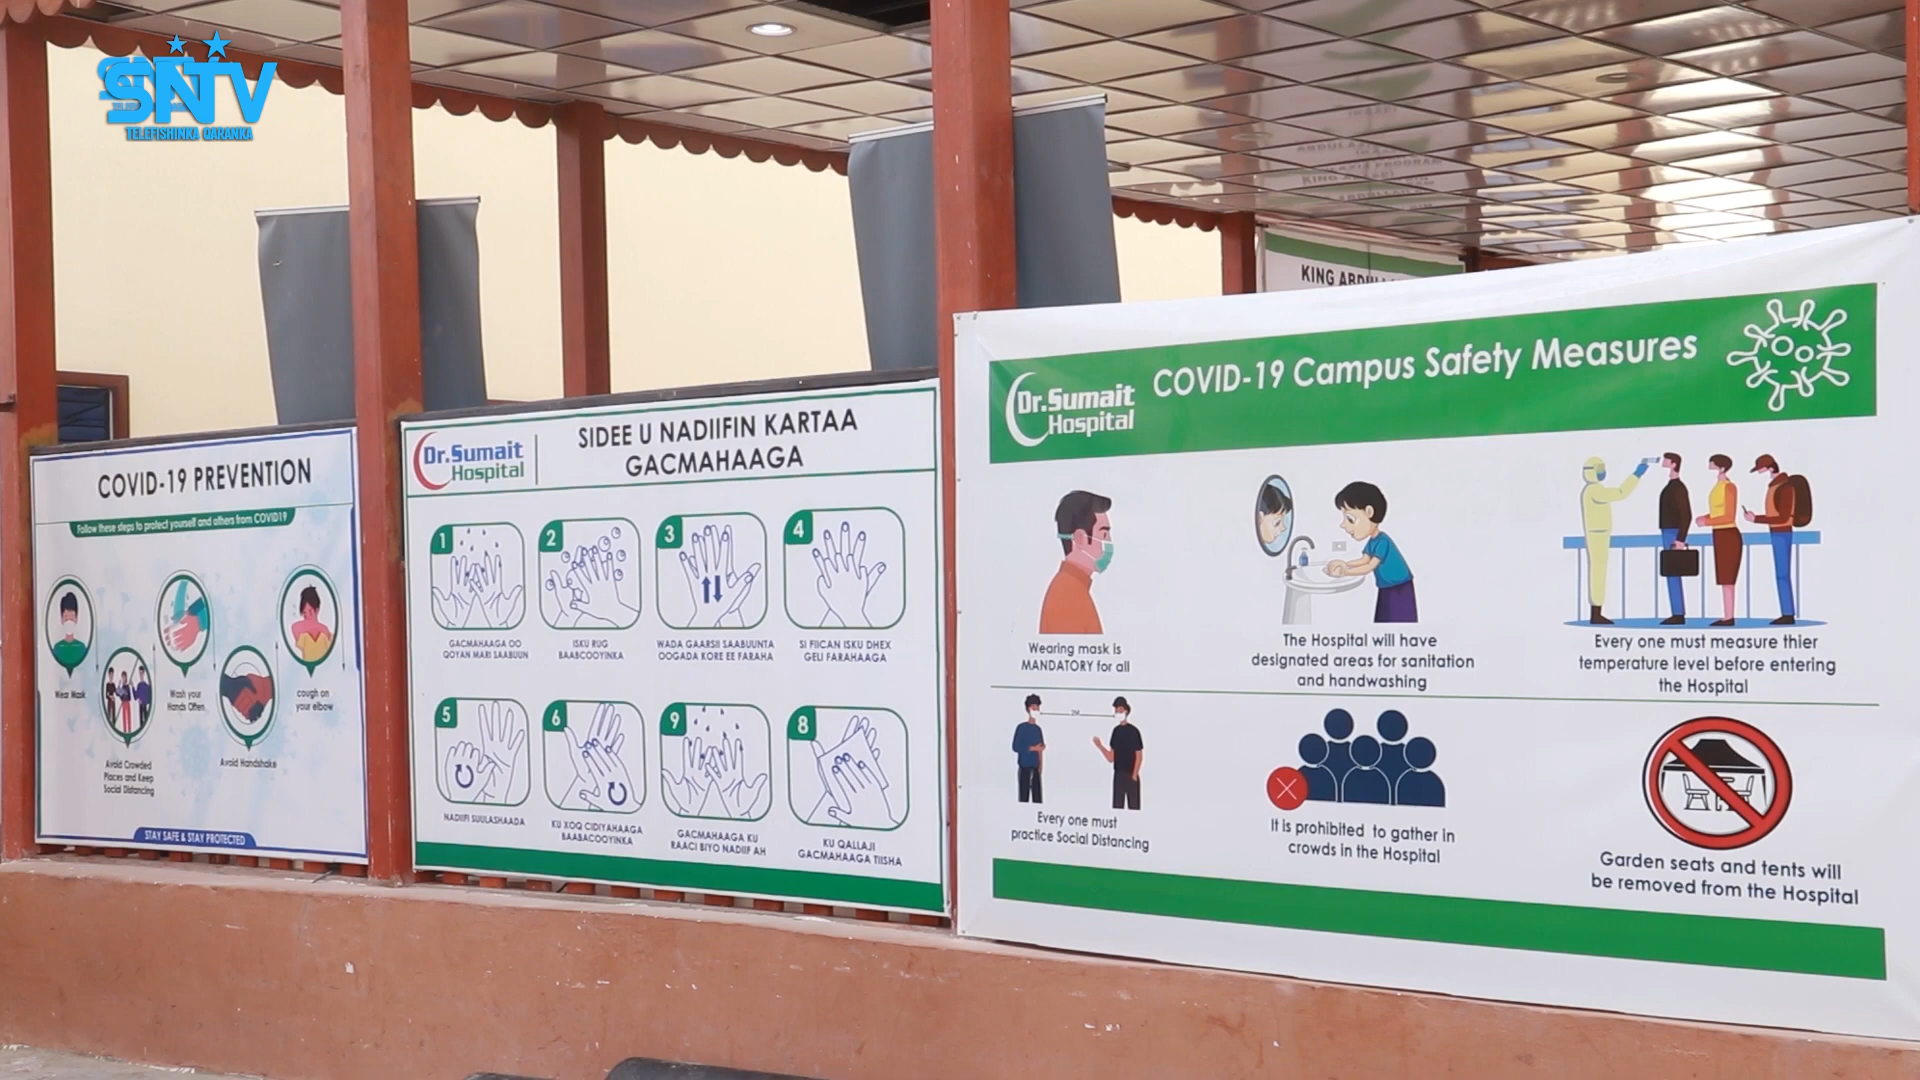 SNTV
TELEFISHINKA QARANKA
KING
COVID-19 PREVENTION
Follow these steps to protect yourself and others from COVID19
Wear Mask
Avoid Crowded
Places and Keep
Social Distancing
Wash your
Hands Often
Avoid Handshake
cough on
your elbow
STAY SAFE & STAY PROTECTED
Dr.Sumait
Hospital
SIDEE U NADIIFIN KARTAA
GACMAHAAGA
1
GACMAHAAGA OO
QOYAN MARI SAABUUN
2
ISKU RUG
BAABCOOYINKA
3
WADA GAARSII SAABUUNTA
OOGADA KORE EE FARAHA
4
SI FIICAN ISKU DHEX
GELI FARAHAAGA
5
NADIIFI SUULASHAADA
6
KU XOQ CIDIYAHAAGA
BAABACOOYINKA
9
GACMAHAAGA KU
RAACI BIYO NADIIF AH
8
KU QALLAJI
GACMAHAAGA TIISHA
Dr.Sumait
Hospital
COVID-19 Campus Safety Measures
Wearing mask is
MANDATORY for all
The Hospital will have
designated areas for sanitation
and handwashing
Every one must measure thier
temperature level before entering
the Hospital
2M
Every one must
practice Social Distancing
It is prohibited to gather in
crowds in the Hospital
Garden seats and tents will
be removed from the Hospital